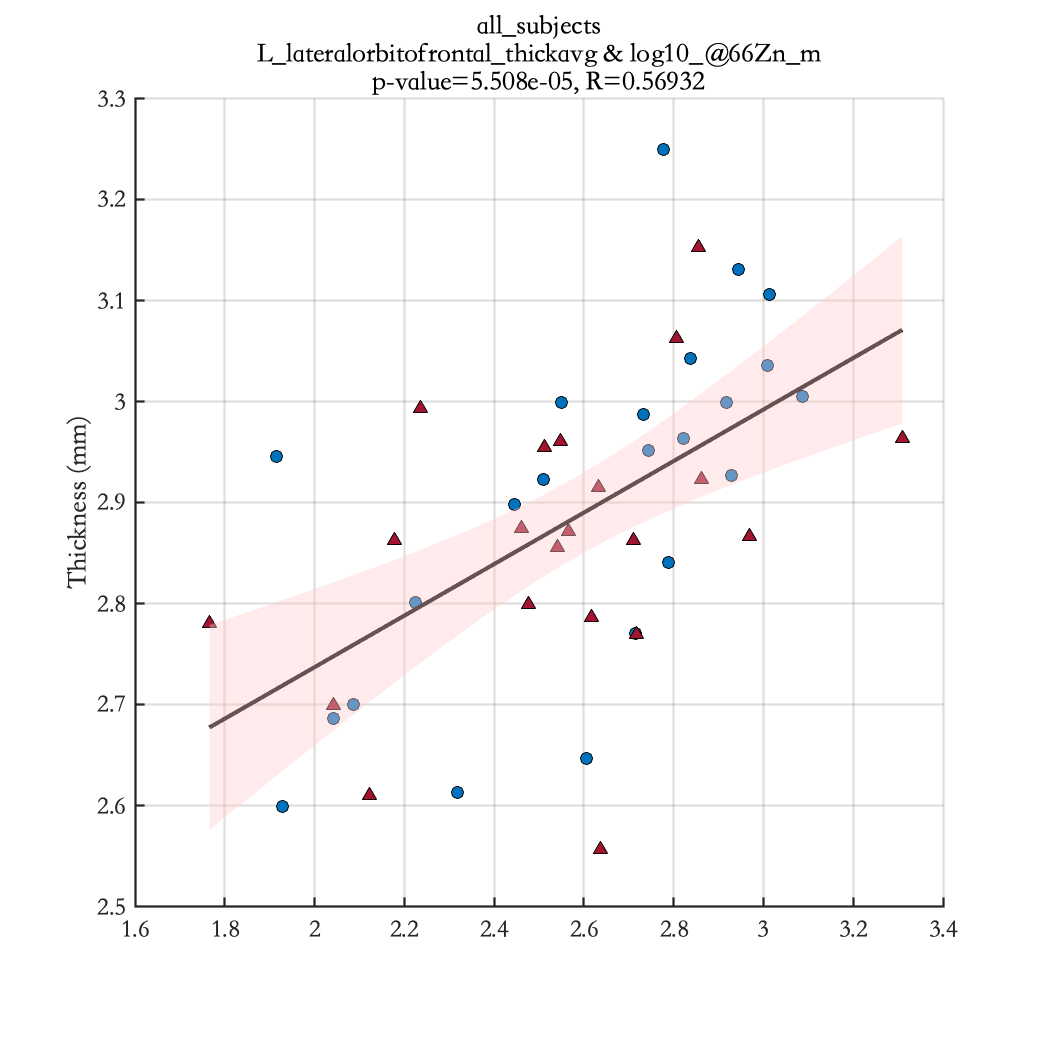 all_subjects
L_lateralorbitofrontal_thickavg & log10_@66Zn_m
p-value=5.508e-05, R=0.56932
3.3
3.2
3.1
3
2.9
2.8
2.7
2.6
2.5
Thickness (mm)
1.6 1.8 2 2.2 2.4 2.6 2.8 3 3.2 3.4